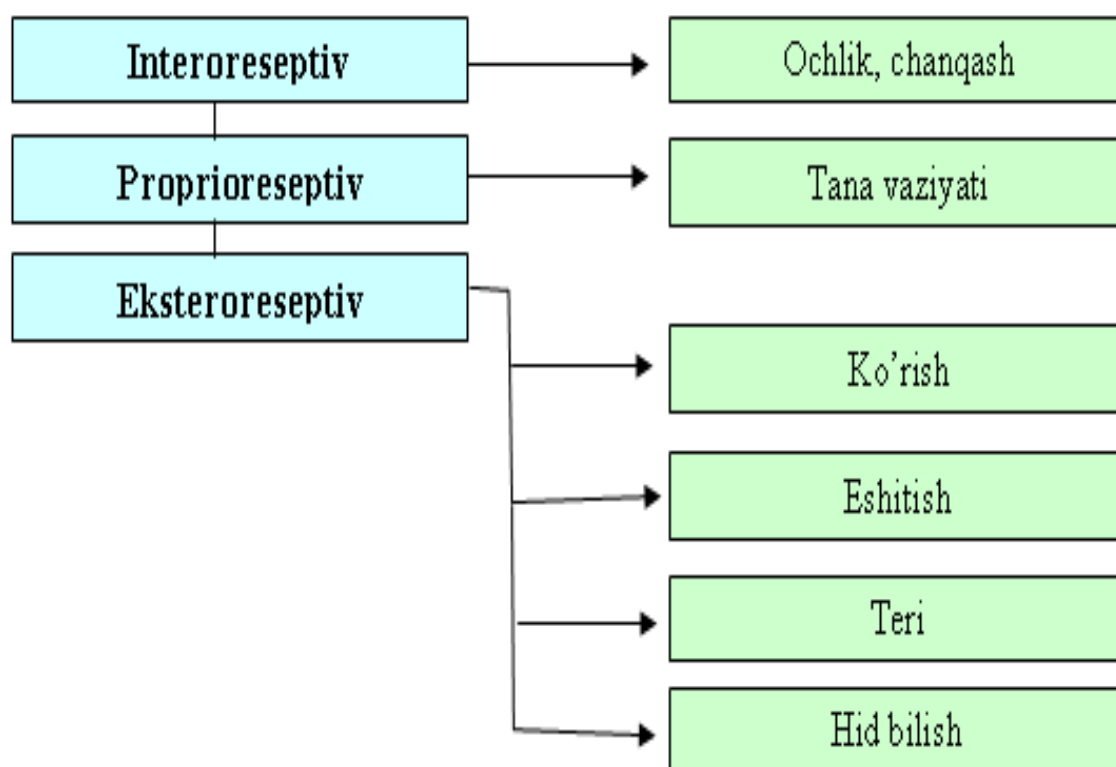 Interoreseptiv
Ochlik, chanqash
Proprioreseptiv
Tana vaziyati
Eksteroreseptiv
Ko’rish
Eshitish
Teri
Hid bilish